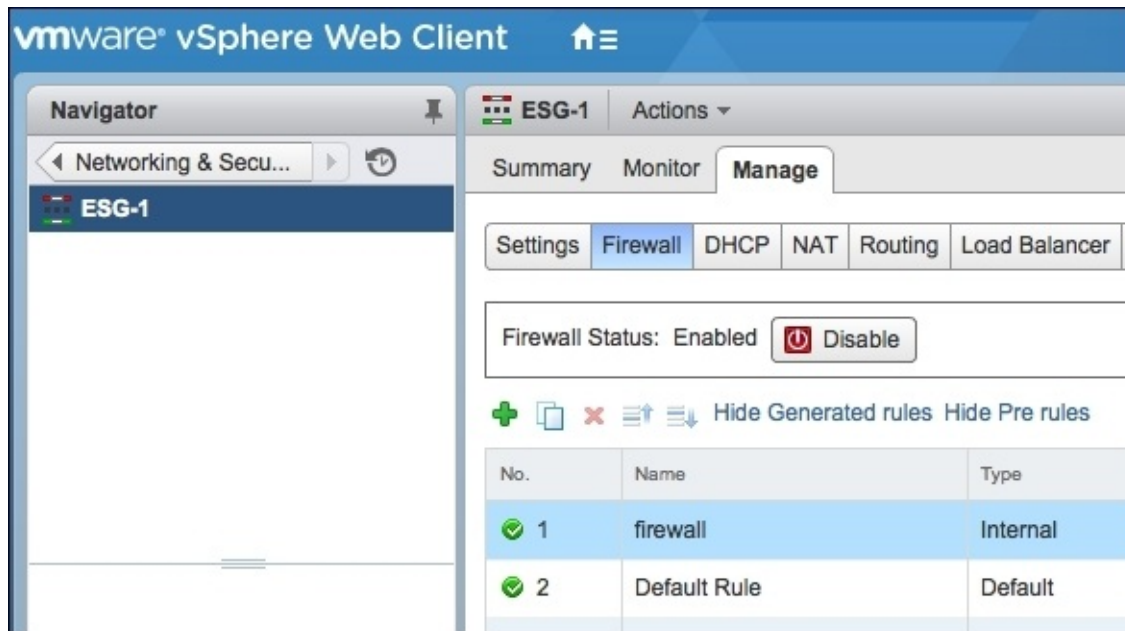 vmware® vSphere Web Client
Navigator
Networking & Secu...
ESG-1
ESG-1 Actions
Summary Monitor Manage
Settings Firewall DHCP NAT Routing Load Balancer
Firewall Status: Enabled Disable
Hide Generated rules Hide Pre rules
No. Name Type
1 firewall Internal
2 Default Rule Default